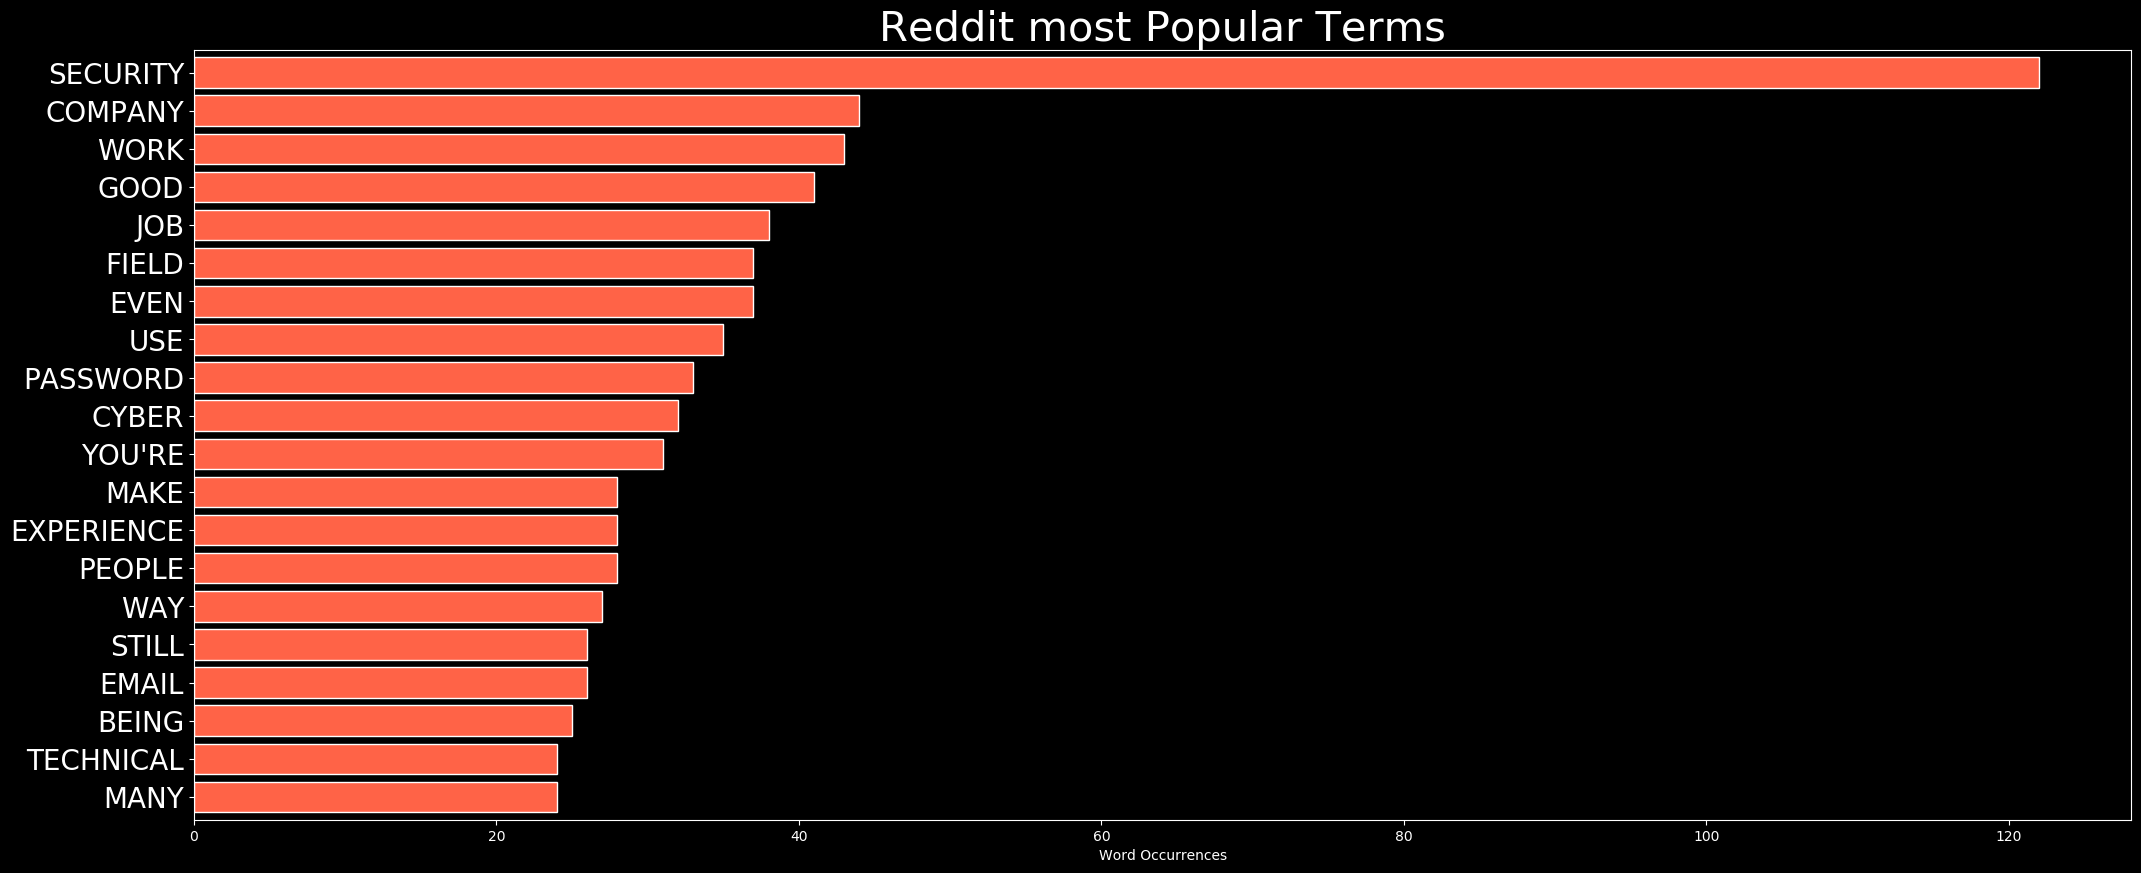 Reddit most Popular Terms
SECURITY
COMPANY
WORK
GOOD
JOB
FIELD
EVEN
USE
PASSWORD
CYBER
YOU'RE
MAKE
EXPERIENCE
PEOPLE
WAY
STILL
EMAIL
BEING
TECHNICAL
MANY
0 20 40 60 80 100 120
Word Occurrences